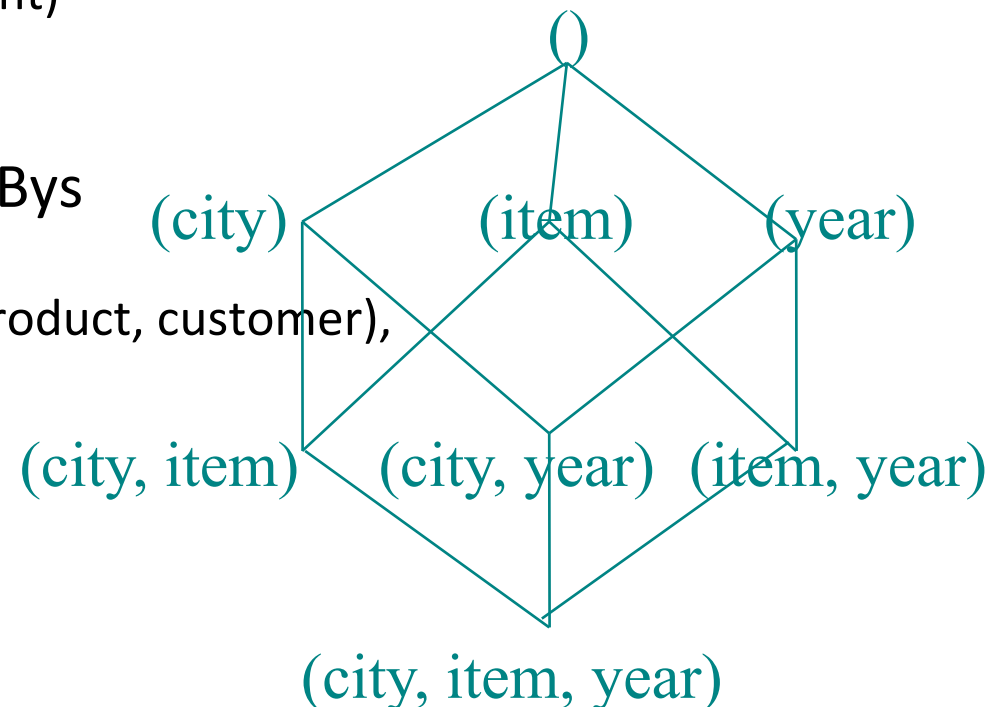 nt)
()
Bys
(city) (item) (year)
roduct, customer),
(city, item) (city, year) (item, year)
(city, item, year)